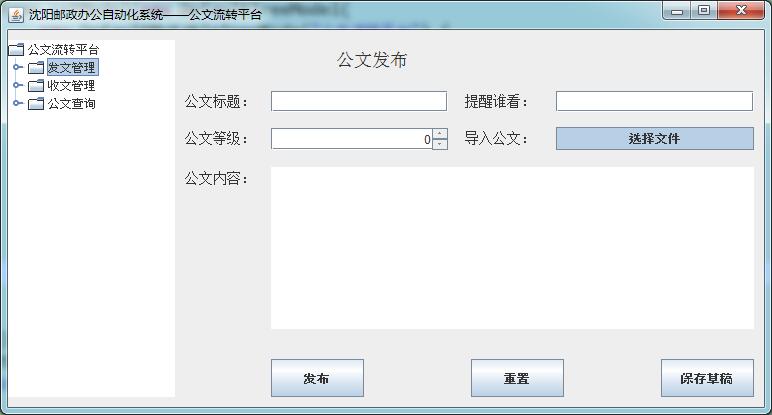 沈阳邮政办公自动化系统——公文流转平台
公文流转平台
发文管理
收文管理
公文查询
公文发布
公文标题：
提醒谁看：
公文等级：
0
导入公文：
选择文件
公文内容：
发布
重置
保存草稿